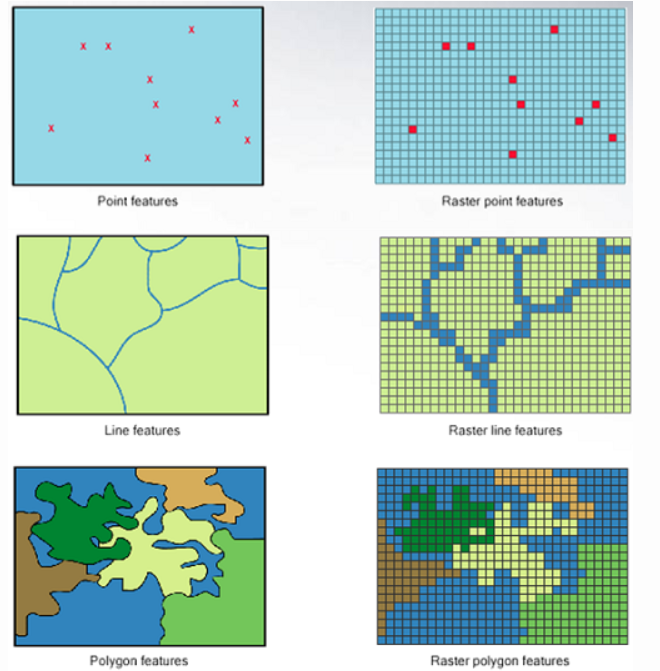 Point features
Raster point features
Line features
Raster line features
Polygon features
Raster polygon features